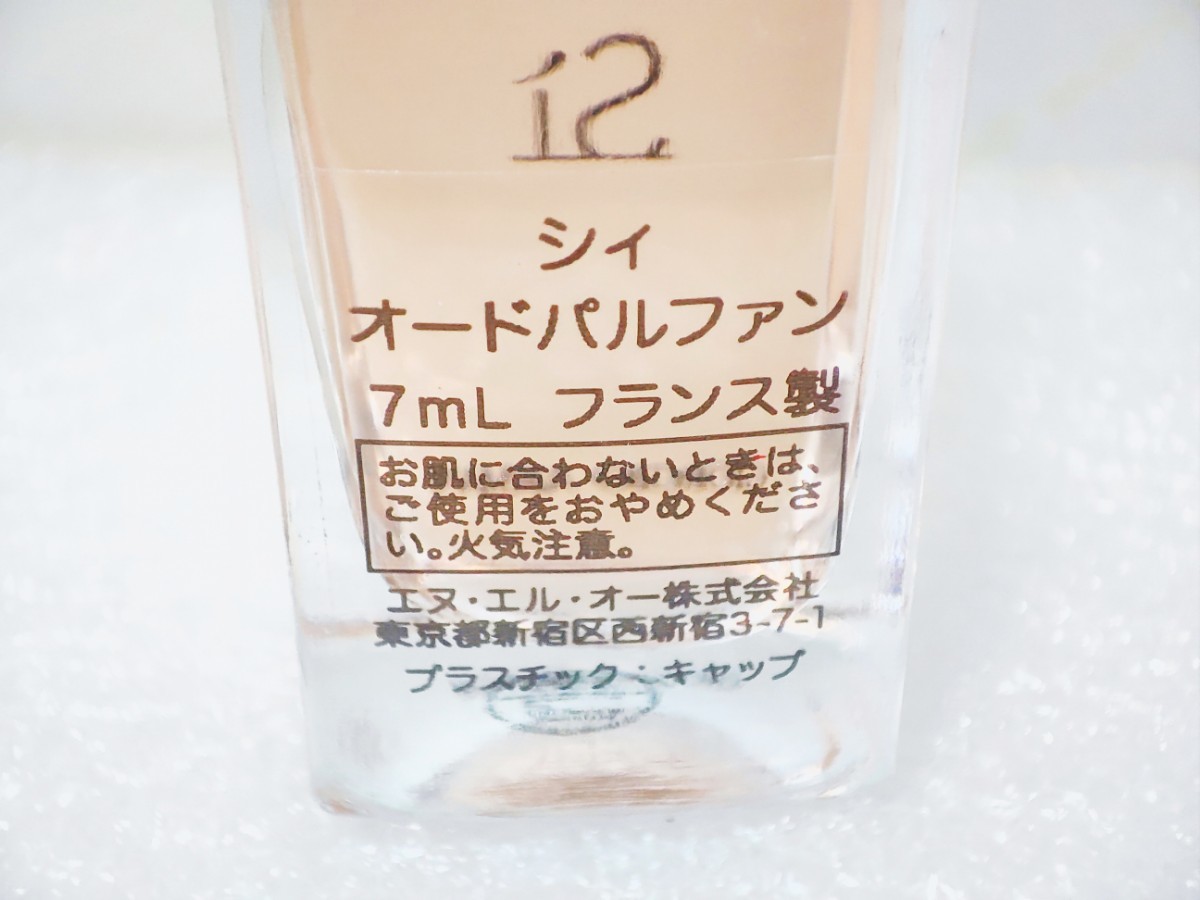 シィ
オードパルファン
7mL フランス製
お肌に合わないときは、
ご使用をおやめくださ
い。火気注意。
エヌ・エル・オー株式会社
東京都新宿区西新宿3-7-1
プラスチック:キャップ